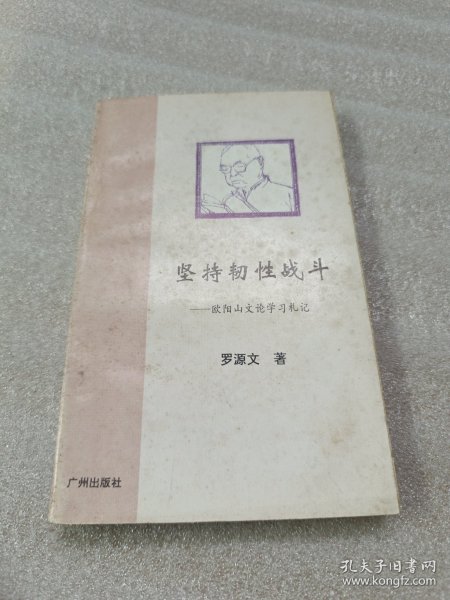 坚持韧性战斗
——欧阳山文论学习札记
罗源文 著
广州出版社
孔夫子旧书网
www.kongfz.com